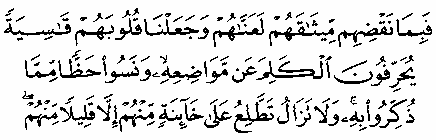 فَبِمَا نَقْضِهِم مِّيثَٰقَهُمْ لَعَنَّٰهُمْ وَجَعَلْنَا قُلُوبَهُمْ قَٰسِيَةً
يُحَرِّفُونَ ٱلْكَلِمَ عَن مَّوَاضِعِهِۦ وَنَسُوا۟ حَظًّا مِّمَّا
ذُكِّرُوا۟ بِهِۦۚ وَلَا تَزَالُ تَطَّلِعُ عَلَىٰ خَآئِنَةٍ مِّنْهُمْ إِلَّا قَلِيلًا مِّنْهُمْۖ